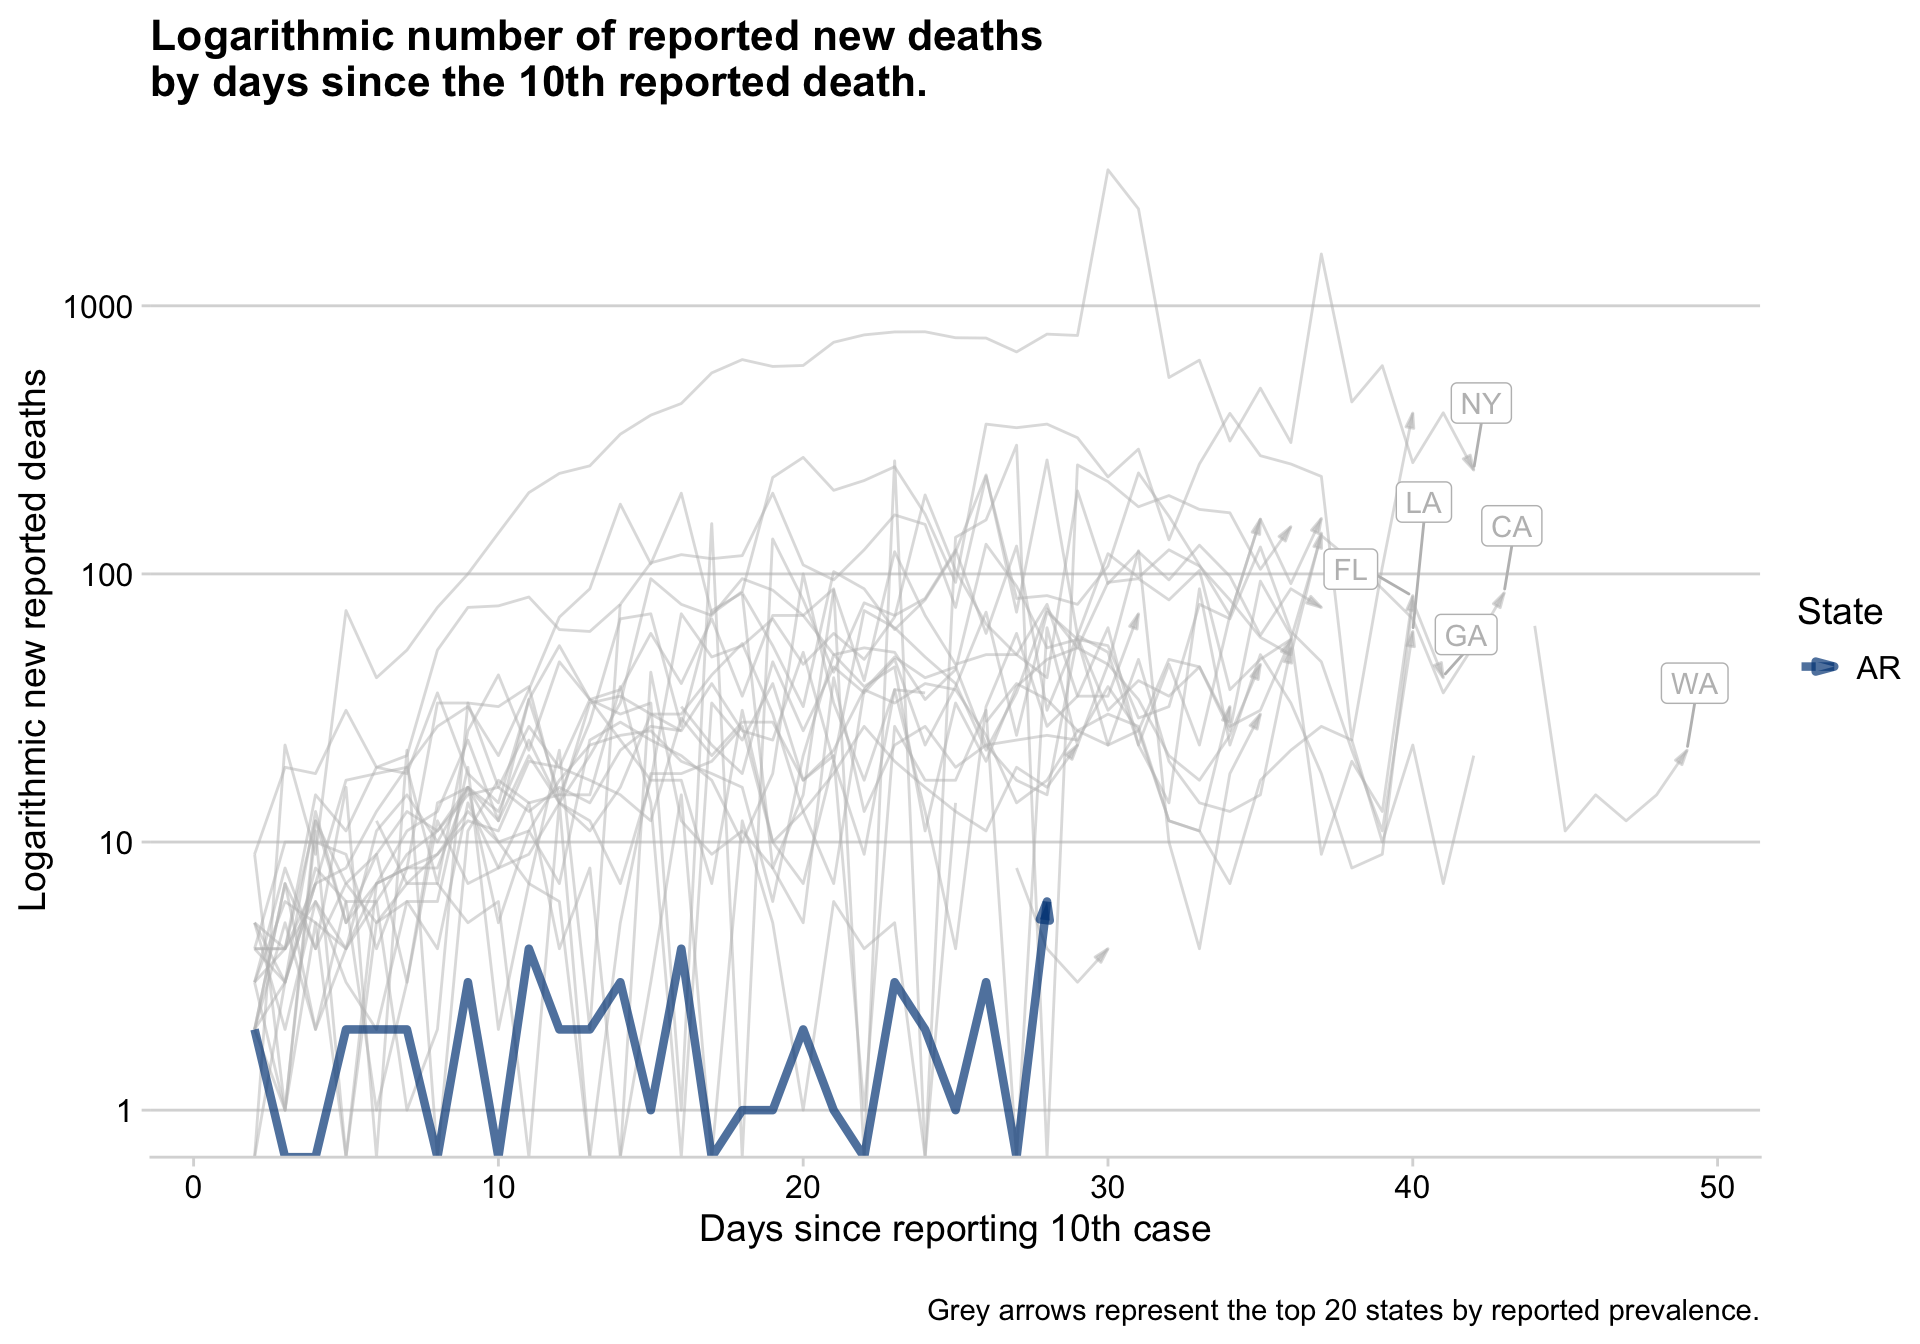 Logarithmic number of reported new deaths
by days since the 10th reported death.
Logarithmic new reported deaths
1000
100
10
1
NY
LA
CA
FL
GA
WA
State
AR
0 10 20 30 40 50
Days since reporting 10th case
Grey arrows represent the top 20 states by reported prevalence.